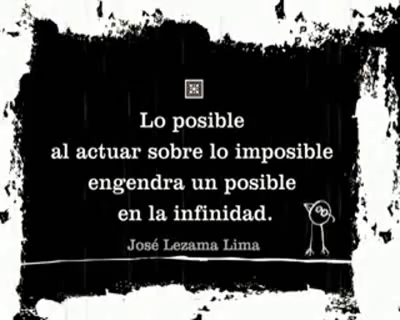 Lo posible
al actuar sobre lo imposible
engendra un posible
en la infinidad.
José Lezama Lima